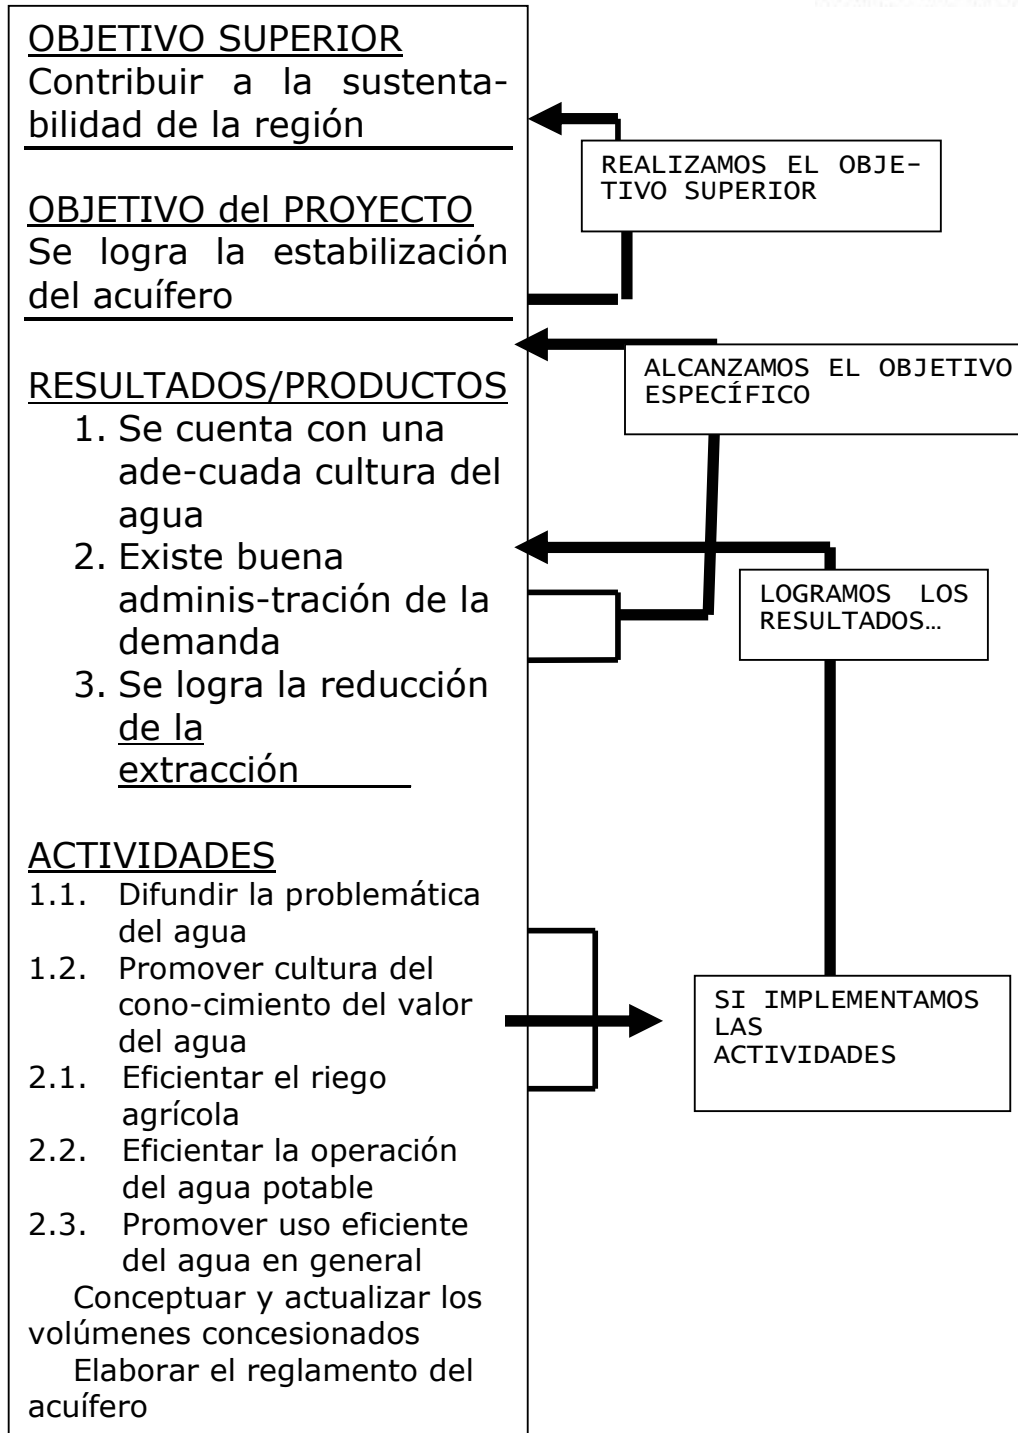 OBJETIVO SUPERIOR
Contribuir a la sustenta-
bilidad de la región
OBJETIVO del PROYECTO
Se logra la estabilización
del acuífero
RESULTADOS/PRODUCTOS
1. Se cuenta con una
ade-cuada cultura del
agua
2. Existe buena
adminis-tración de la
demanda
3. Se logra la reducción
de la
extracción
ACTIVIDADES
1.1. Difundir la problemática
del agua
1.2. Promover cultura del
cono-cimiento del valor
del agua
2.1. Eficientar el riego
agrícola
2.2. Eficientar la operación
del agua potable
2.3. Promover uso eficiente
del agua en general
Conceptuar y actualizar los
volúmenes concesionados
Elaborar el reglamento del
acuífero
REALIZAMOS EL OBJE-
TIVO SUPERIOR
ALCANZAMOS EL OBJETIVO
ESPECÍFICO
LOGRAMOS LOS
RESULTADOS…
SI IMPLEMENTAMOS
LAS
ACTIVIDADES